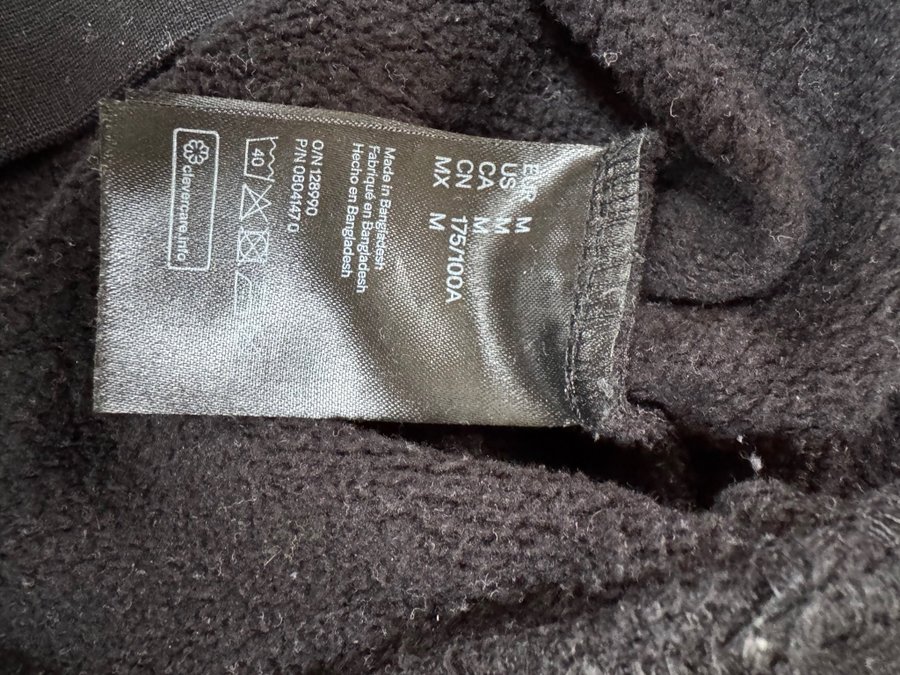 EUR M
US M
CA M
CN 175/100A
MX M
Made in Bangladesh
Fabriqué en Bangladesh
Hecho en Bangladesh
O/N 128990
P/N 0804147 0
40
clevercare.info